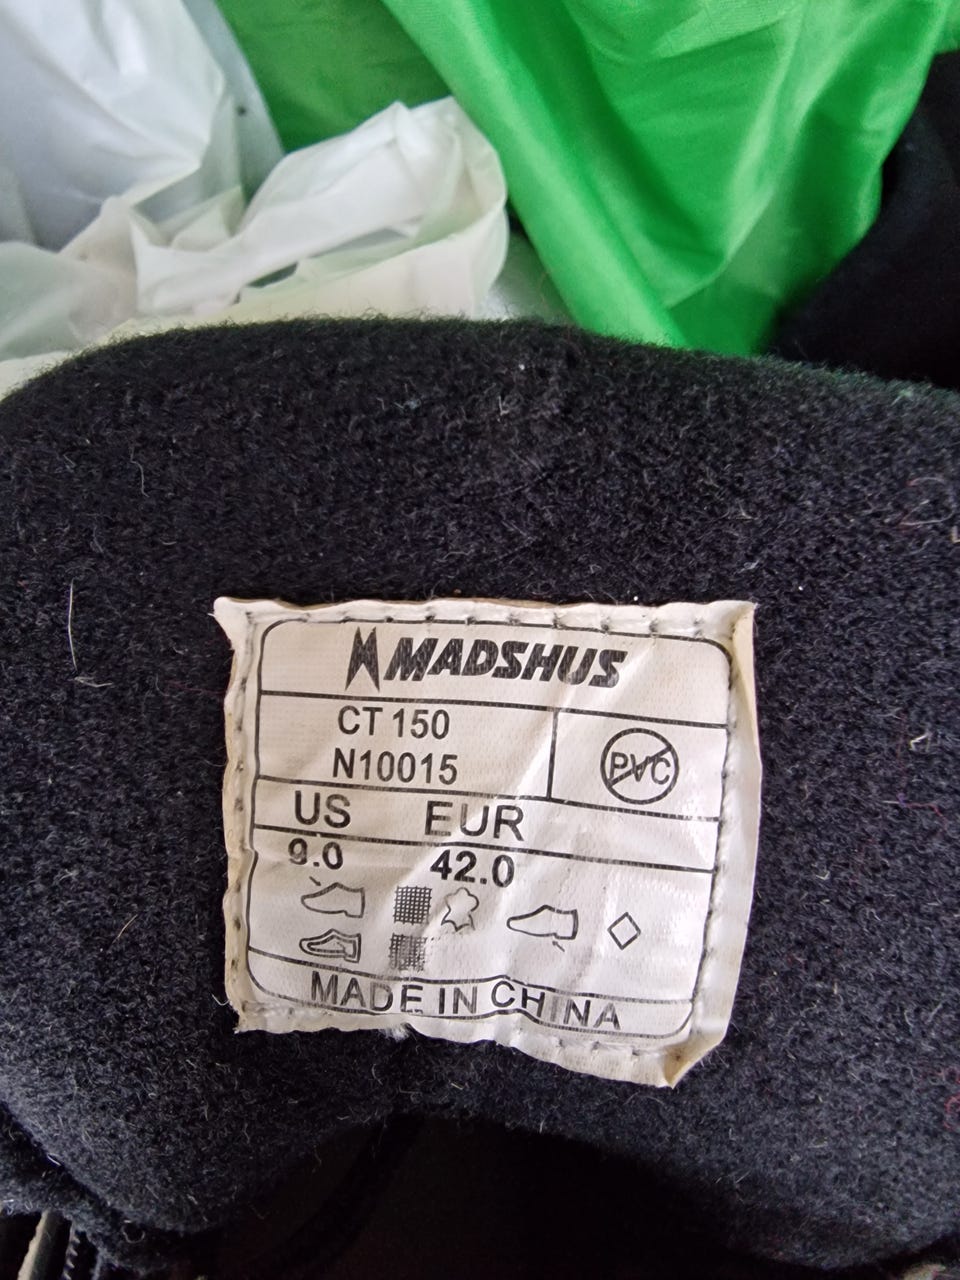 MADSHUS
CT 150
N10015
PVC
US EUR
9.0 42.0
MADE IN CHINA